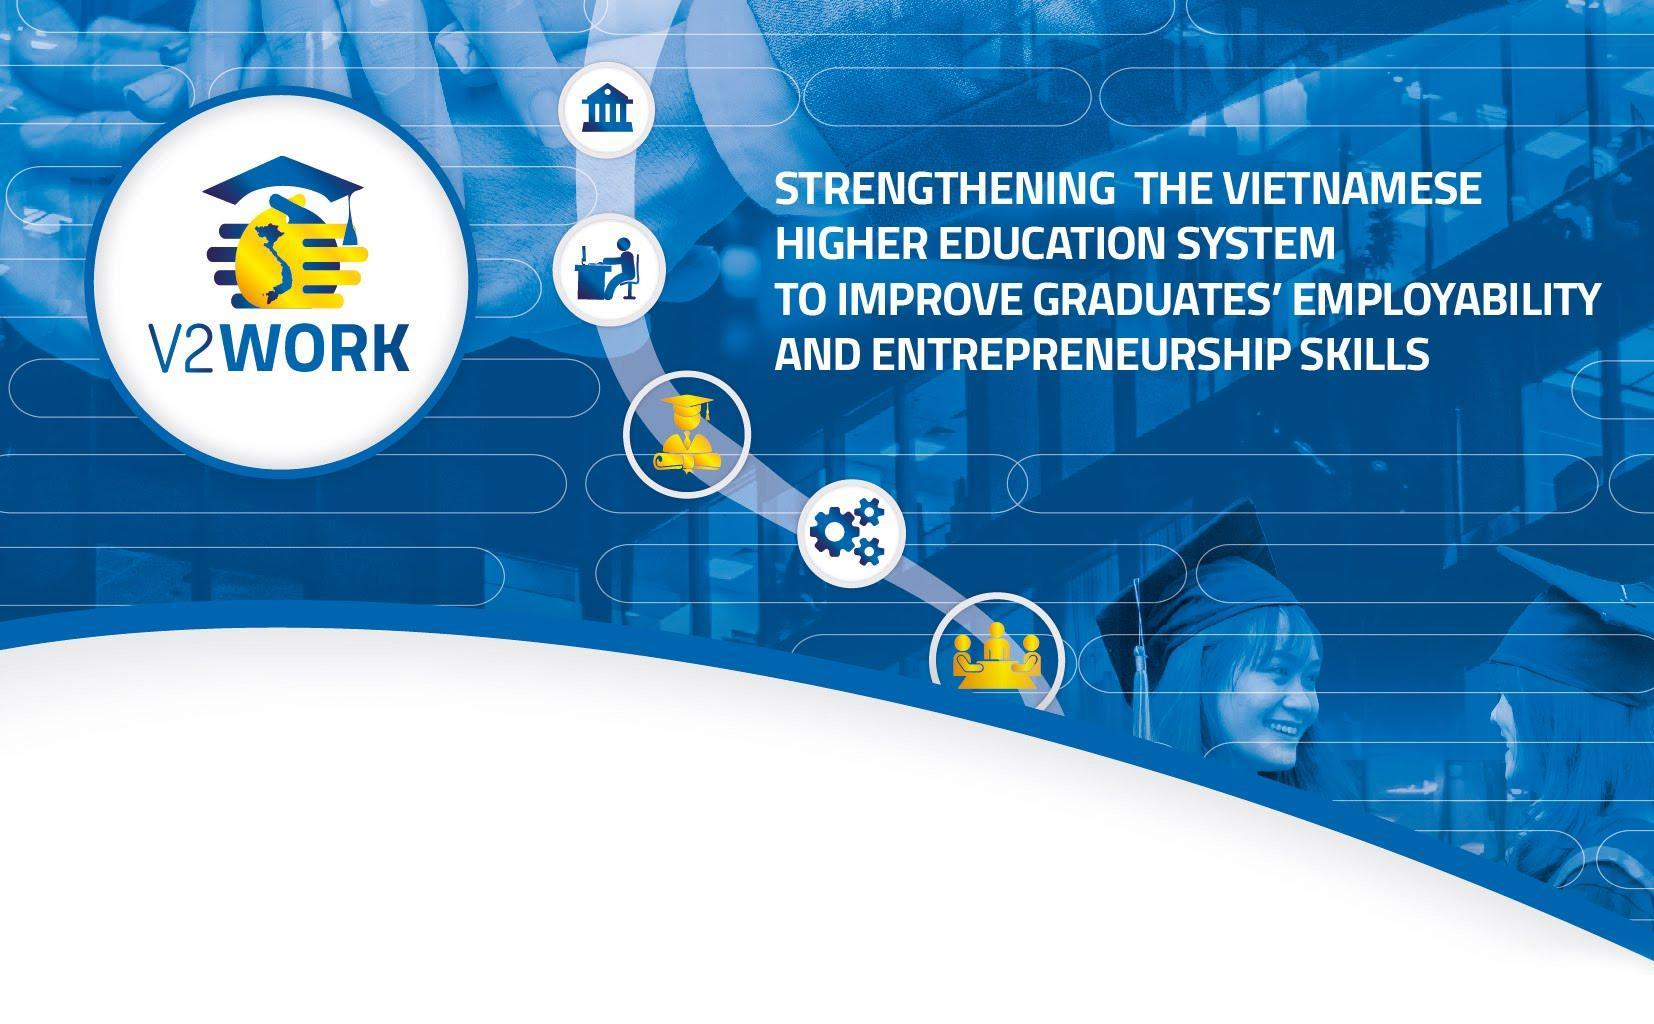 V2WORK
STRENGTHENING THE VIETNAMESE
HIGHER EDUCATION SYSTEM
TO IMPROVE GRADUATES’ EMPLOYABILITY
AND ENTREPRENEURSHIP SKILLS